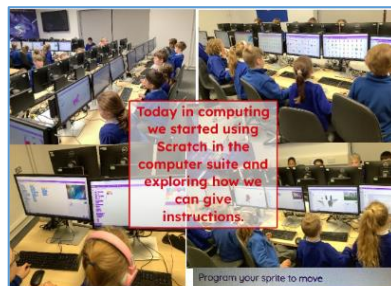 Today in computing
we started using
Scratch in the
computer suite and
exploring how we
can give
instructions.
Program your sprite to move